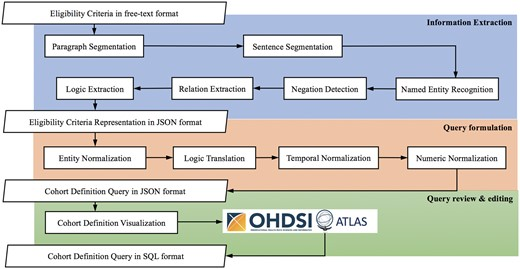 Eligibility Criteria in free-text format
Information Extraction
Paragraph Segmentation
Sentence Segmentation
Logic Extraction
Relation Extraction
Negation Detection
Named Entity Recognition
Eligibility Criteria Representation in JSON format
Query formulation
Entity Normalization
Logic Translation
Temporal Normalization
Numeric Normalization
Cohort Definition Query in JSON format
Query review & editing
Cohort Definition Visualization
OHDSI
ATLAS
Cohort Definition Query in SQL format